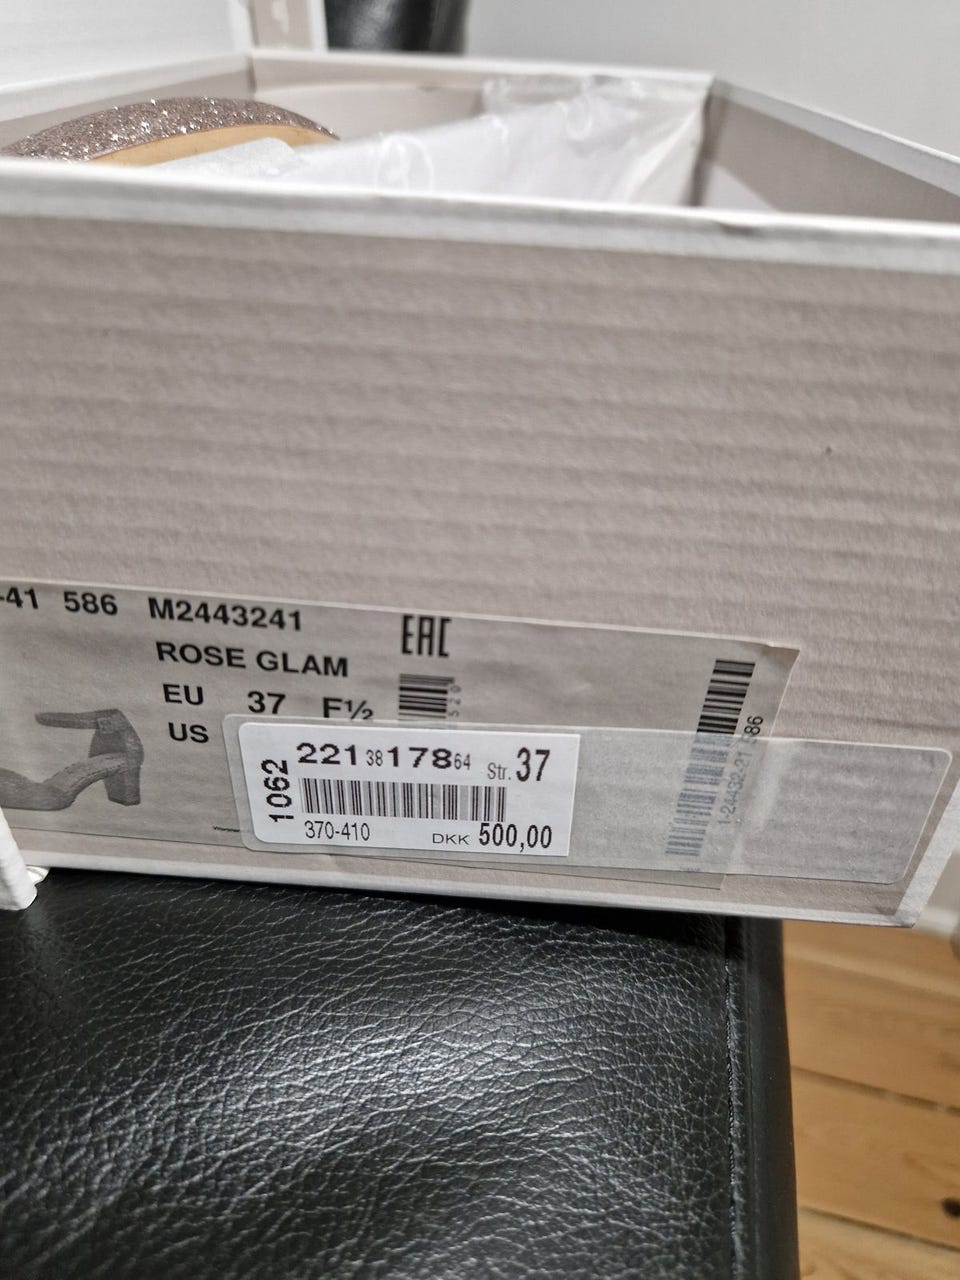 -41 586 M2443241
EAC
ROSE GLAM
EU 37 F½
US
1062
221 38 178 64 Str. 37
370-410 DKK 500,00